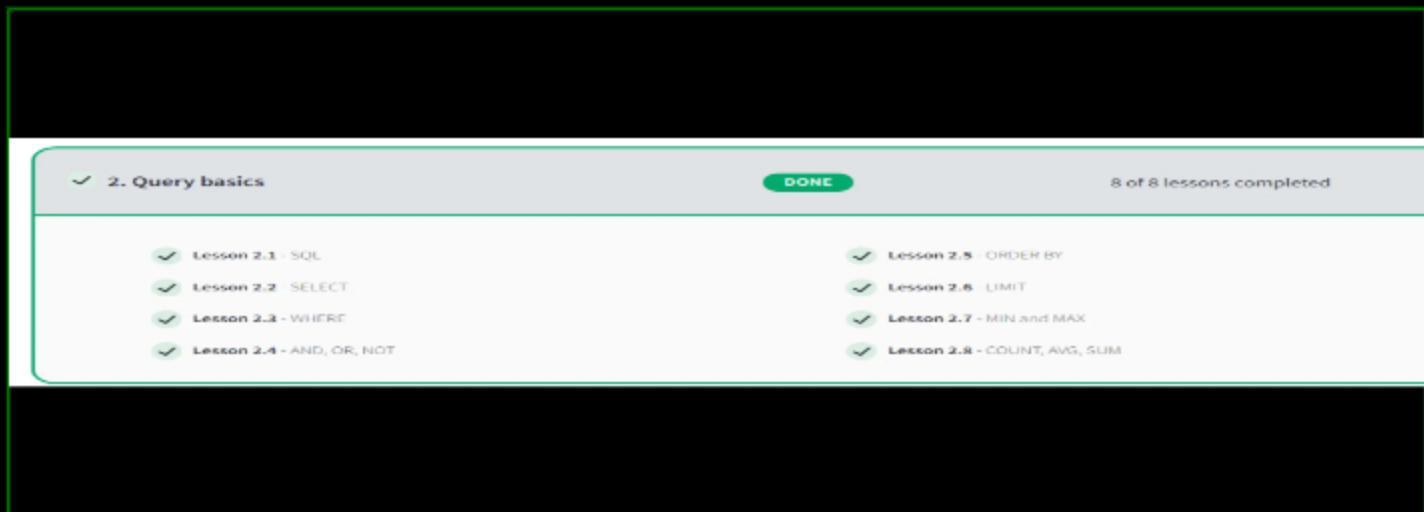 2. Query basics DONE 8 of 8 lessons completed
Lesson 2.1 - SQL
Lesson 2.2 - SELECT
Lesson 2.3 - WHERE
Lesson 2.4 - AND, OR, NOT
Lesson 2.5 - ORDER BY
Lesson 2.6 - LIMIT
Lesson 2.7 - MIN and MAX
Lesson 2.8 - COUNT, AVG, SUM